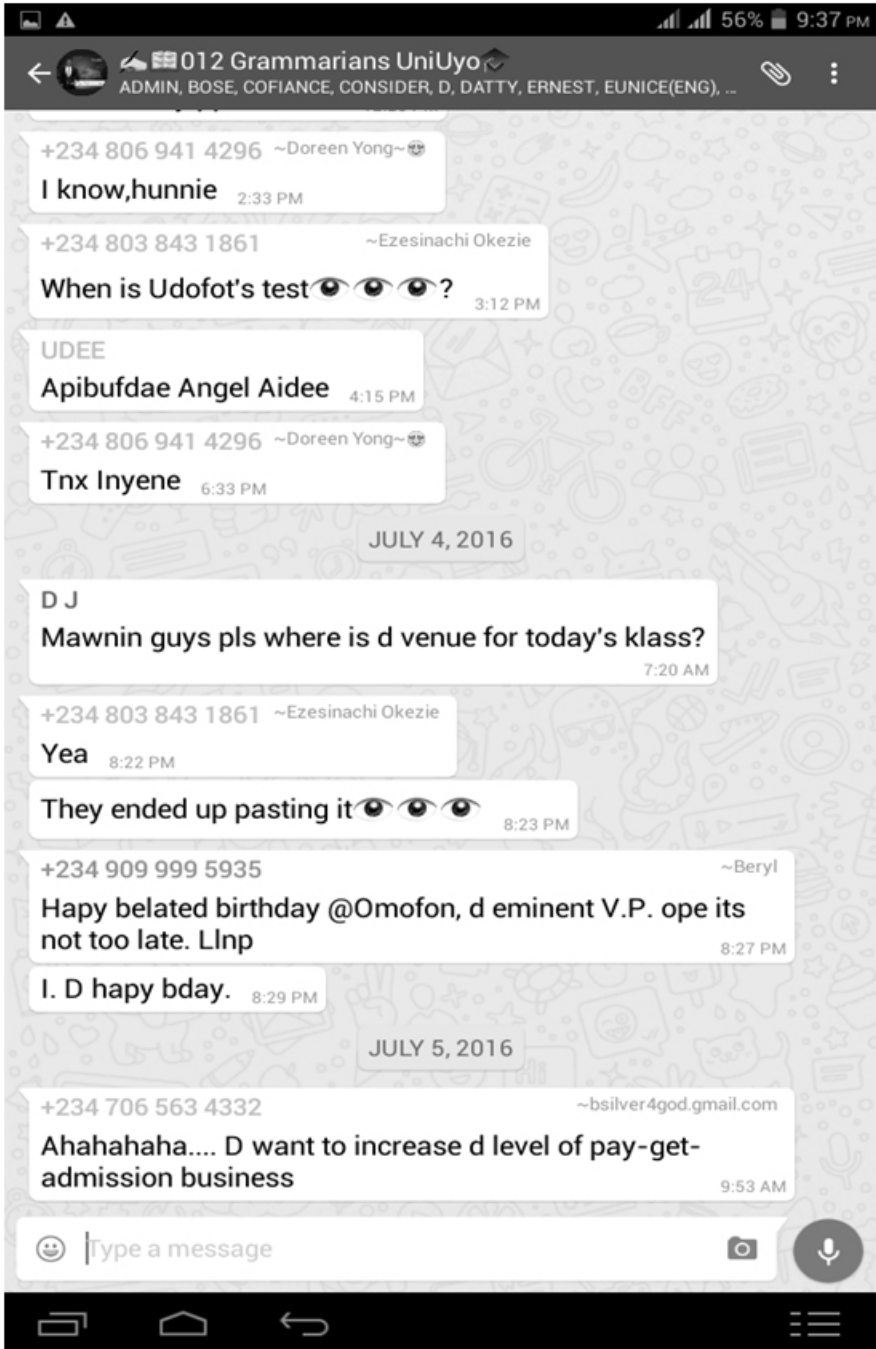 56% 9:37 PM
012 Grammarians UniUyo
ADMIN, BOSE, COFIANCE, CONSIDER, D, DATTY, ERNEST, EUNICE(ENG), ...
+234 806 941 4296 ~Doreen Yong~
I know,hunnie 2:33 PM
+234 803 843 1861 ~Ezesinachi Okezie
When is Udofot's test👁👁👁?
3:12 PM
UDEE
Apibufdae Angel Aidee 4:15 PM
+234 806 941 4296 ~Doreen Yong~
Tnx Inyene 6:33 PM
JULY 4, 2016
D J
Mawnin guys pls where is d venue for today's klass?
7:20 AM
+234 803 843 1861 ~Ezesinachi Okezie
Yea 8:22 PM
They ended up pasting it👁👁👁
8:23 PM
+234 909 999 5935 ~Beryl
Hapy belated birthday @Omofon, d eminent V.P. ope its
not too late. Llnp
8:27 PM
I. D hapy bday. 8:29 PM
JULY 5, 2016
+234 706 563 4332 ~bsilver4god.gmail.com
Ahahahaha.... D want to increase d level of pay-get-
admission business
9:53 AM
Type a message